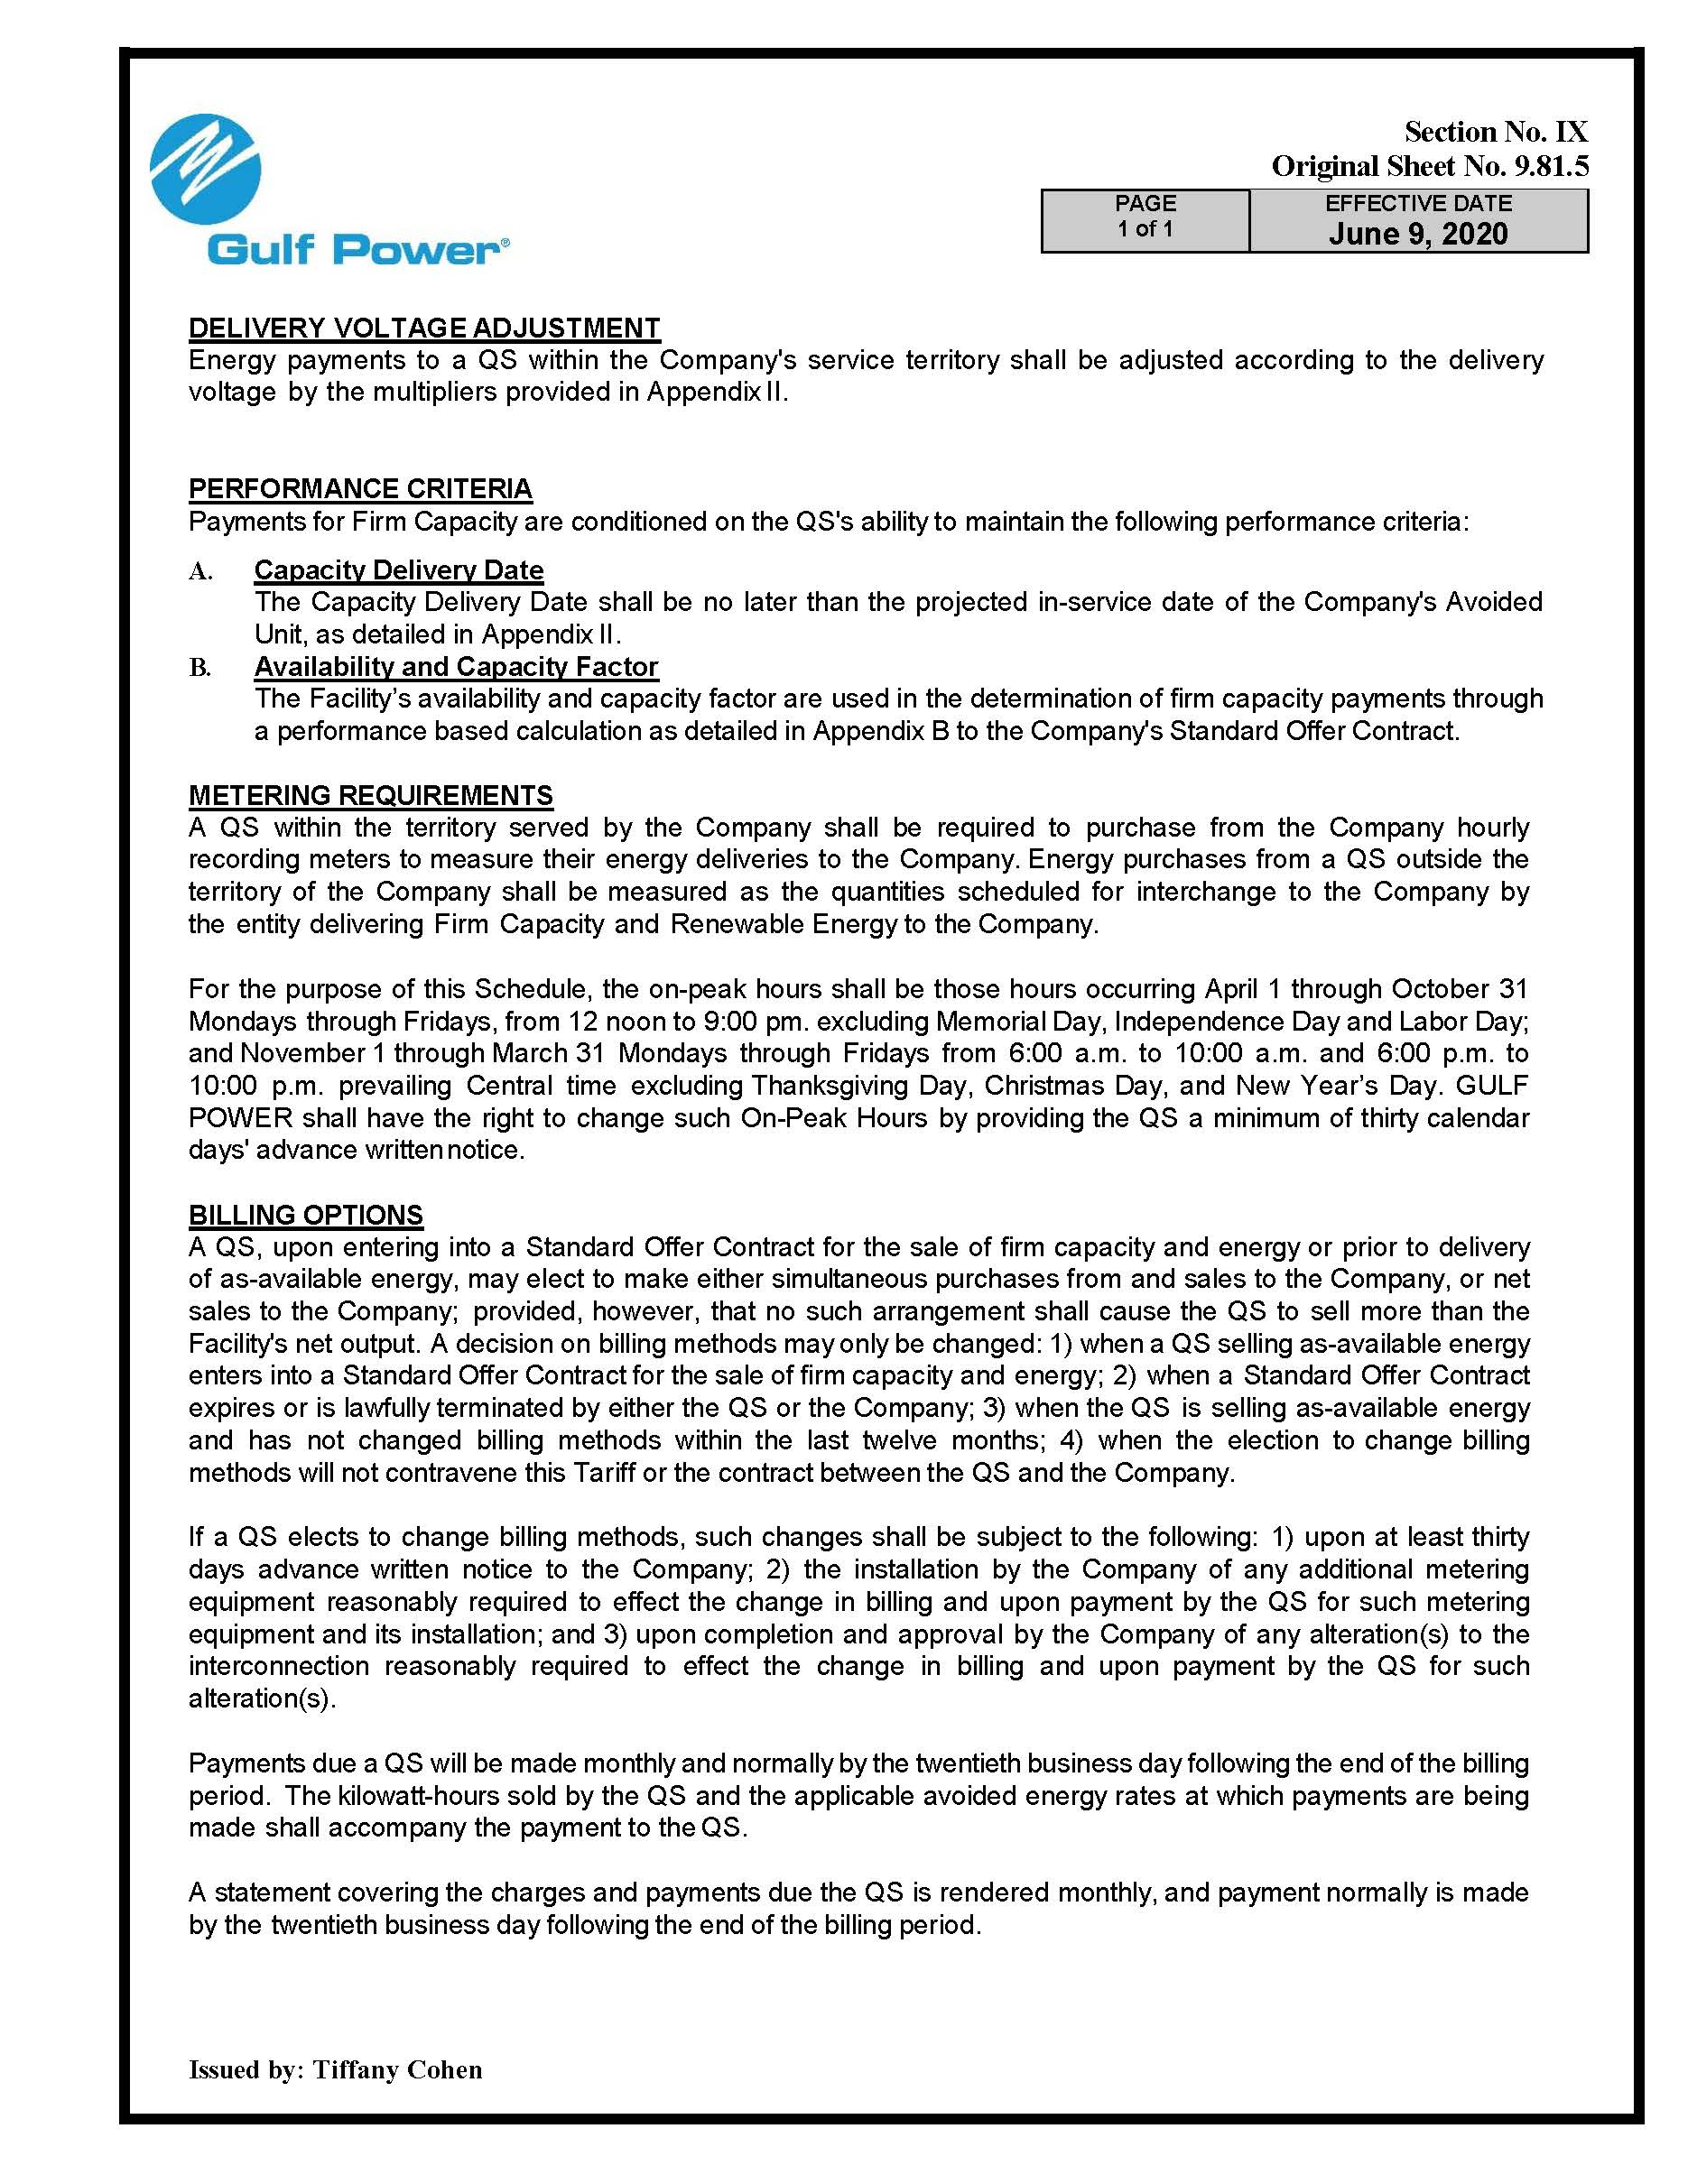 Section No. IX
Original Sheet No. 9.81.5
PAGE
1 of 1
EFFECTIVE DATE
June 9, 2020
Gulf Power®
DELIVERY VOLTAGE ADJUSTMENT
Energy payments to a QS within the Company's service territory shall be adjusted according to the delivery
voltage by the multipliers provided in Appendix II.
PERFORMANCE CRITERIA
Payments for Firm Capacity are conditioned on the QS's ability to maintain the following performance criteria:
A. Capacity Delivery Date
The Capacity Delivery Date shall be no later than the projected in-service date of the Company's Avoided
Unit, as detailed in Appendix II.
B. Availability and Capacity Factor
The Facility’s availability and capacity factor are used in the determination of firm capacity payments through
a performance based calculation as detailed in Appendix B to the Company's Standard Offer Contract.
METERING REQUIREMENTS
A QS within the territory served by the Company shall be required to purchase from the Company hourly
recording meters to measure their energy deliveries to the Company. Energy purchases from a QS outside the
territory of the Company shall be measured as the quantities scheduled for interchange to the Company by
the entity delivering Firm Capacity and Renewable Energy to the Company.
For the purpose of this Schedule, the on-peak hours shall be those hours occurring April 1 through October 31
Mondays through Fridays, from 12 noon to 9:00 pm. excluding Memorial Day, Independence Day and Labor Day;
and November 1 through March 31 Mondays through Fridays from 6:00 a.m. to 10:00 a.m. and 6:00 p.m. to
10:00 p.m. prevailing Central time excluding Thanksgiving Day, Christmas Day, and New Year’s Day. GULF
POWER shall have the right to change such On-Peak Hours by providing the QS a minimum of thirty calendar
days' advance written notice.
BILLING OPTIONS
A QS, upon entering into a Standard Offer Contract for the sale of firm capacity and energy or prior to delivery
of as-available energy, may elect to make either simultaneous purchases from and sales to the Company, or net
sales to the Company; provided, however, that no such arrangement shall cause the QS to sell more than the
Facility's net output. A decision on billing methods may only be changed: 1) when a QS selling as-available energy
enters into a Standard Offer Contract for the sale of firm capacity and energy; 2) when a Standard Offer Contract
expires or is lawfully terminated by either the QS or the Company; 3) when the QS is selling as-available energy
and has not changed billing methods within the last twelve months; 4) when the election to change billing
methods will not contravene this Tariff or the contract between the QS and the Company.
If a QS elects to change billing methods, such changes shall be subject to the following: 1) upon at least thirty
days advance written notice to the Company; 2) the installation by the Company of any additional metering
equipment reasonably required to effect the change in billing and upon payment by the QS for such metering
equipment and its installation; and 3) upon completion and approval by the Company of any alteration(s) to the
interconnection reasonably required to effect the change in billing and upon payment by the QS for such
alteration(s).
Payments due a QS will be made monthly and normally by the twentieth business day following the end of the billing
period. The kilowatt-hours sold by the QS and the applicable avoided energy rates at which payments are being
made shall accompany the payment to the QS.
A statement covering the charges and payments due the QS is rendered monthly, and payment normally is made
by the twentieth business day following the end of the billing period.
Issued by: Tiffany Cohen